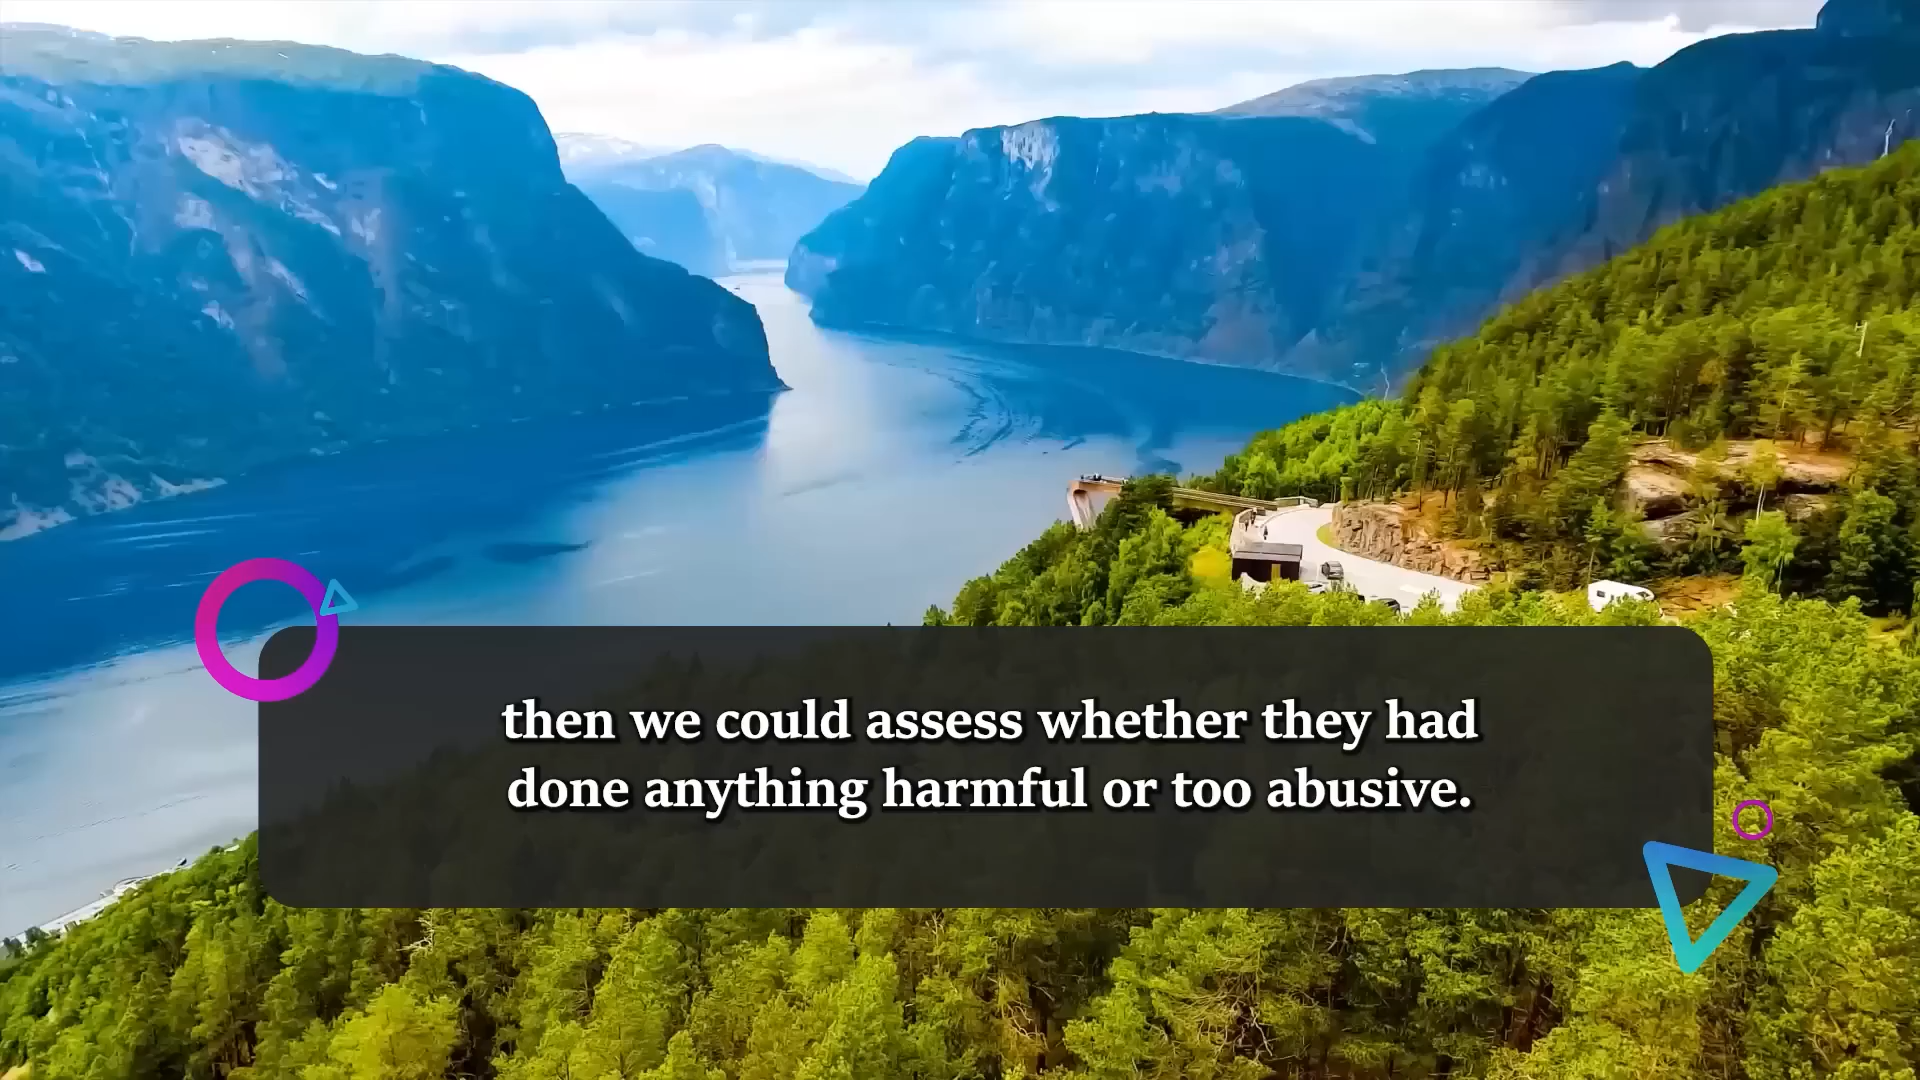 then we could assess whether they had
done anything harmful or too abusive.